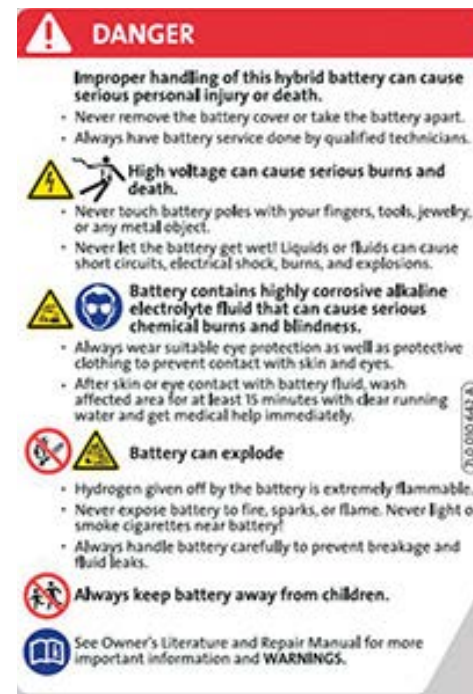 DANGER
Improper handling of this hybrid battery can cause
serious personal injury or death.
- Never remove the battery cover or take the battery apart.
- Always have battery service done by qualified technicians.
High voltage can cause serious burns and
death.
- Never touch battery poles with your fingers, tools, jewelry,
or any metal object.
- Never let the battery get wet! Liquids or fluids can cause
short circuits, electrical shock, burns, and explosions.
Battery contains highly corrosive alkaline
electrolyte fluid that can cause serious
chemical burns and blindness.
- Always wear suitable eye protection as well as protective
clothing to prevent contact with skin and eyes.
- After skin or eye contact with battery fluid, wash
affected area for at least 15 minutes with clear running
water and get medical help immediately.
Battery can explode
- Hydrogen given off by the battery is extremely flammable.
- Never expose battery to fire, sparks, or flame. Never light o
smoke cigarettes near battery!
- Always handle battery carefully to prevent breakage and
fluid leaks.
Always keep battery away from children.
See Owner's Literature and Repair Manual for more
important information and WARNINGS.